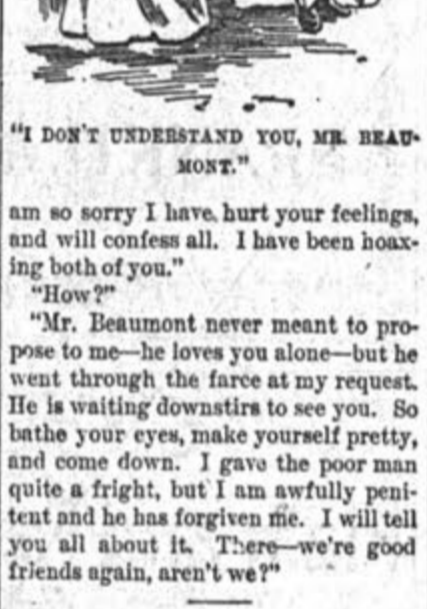 "I DON'T UNDERSTAND YOU, MR. BEAU-
MONT."
am so sorry I have hurt your feelings,
and will confess all. I have been hoax-
ing both of you."
"How?"
"Mr. Beaumont never meant to pro-
pose to me—he loves you alone—but he
went through the farce at my request.
He is waiting downstirs to see you. So
bathe your eyes, make yourself pretty,
and come down. I gave the poor man
quite a fright, but I am awfully peni-
tent and he has forgiven me. I will tell
you all about it. There—we're good
friends again, aren't we?"